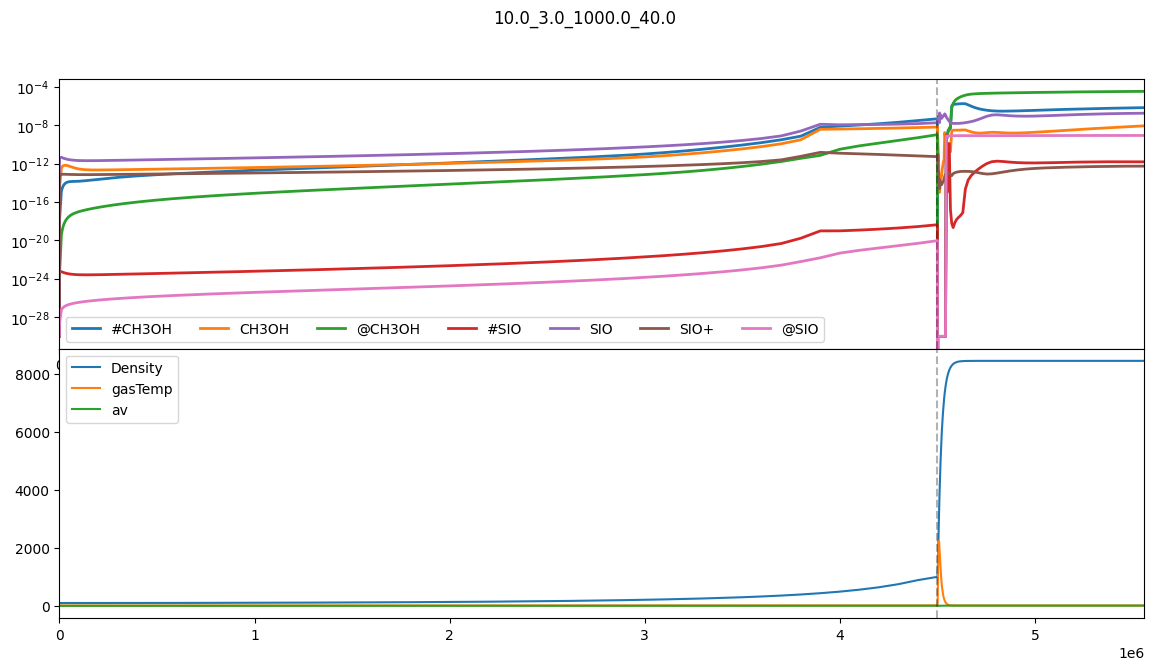 10.0_3.0_1000.0_40.0
10⁻⁴
10⁻⁸
10⁻¹²
10⁻¹⁶
10⁻²⁰
10⁻²⁴
10⁻²⁸
#CH3OH CH3OH @CH3OH #SIO SIO SIO+ @SIO
8000
6000
4000
2000
0
Density
gasTemp
av
0 1 2 3 4 5
1e6